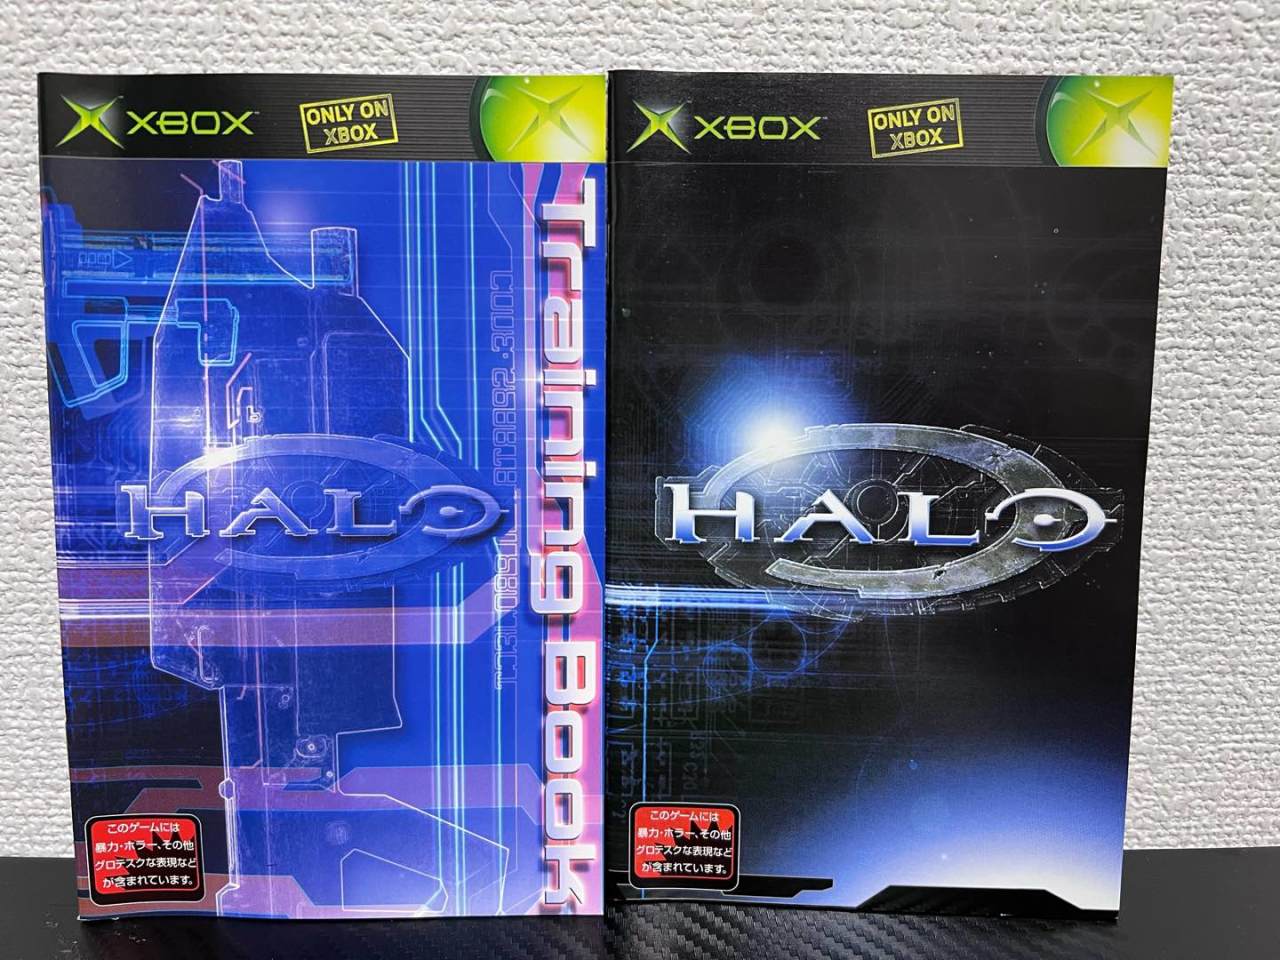 XBOX™
ONLY ON
XBOX
Training Book
HALO
このゲームには
暴力・ホラー、その他
グロテスクな表現など
が含まれています。
XBOX™
ONLY ON
XBOX
HALO
このゲームには
暴力・ホラー、その他
グロテスクな表現など
が含まれています。